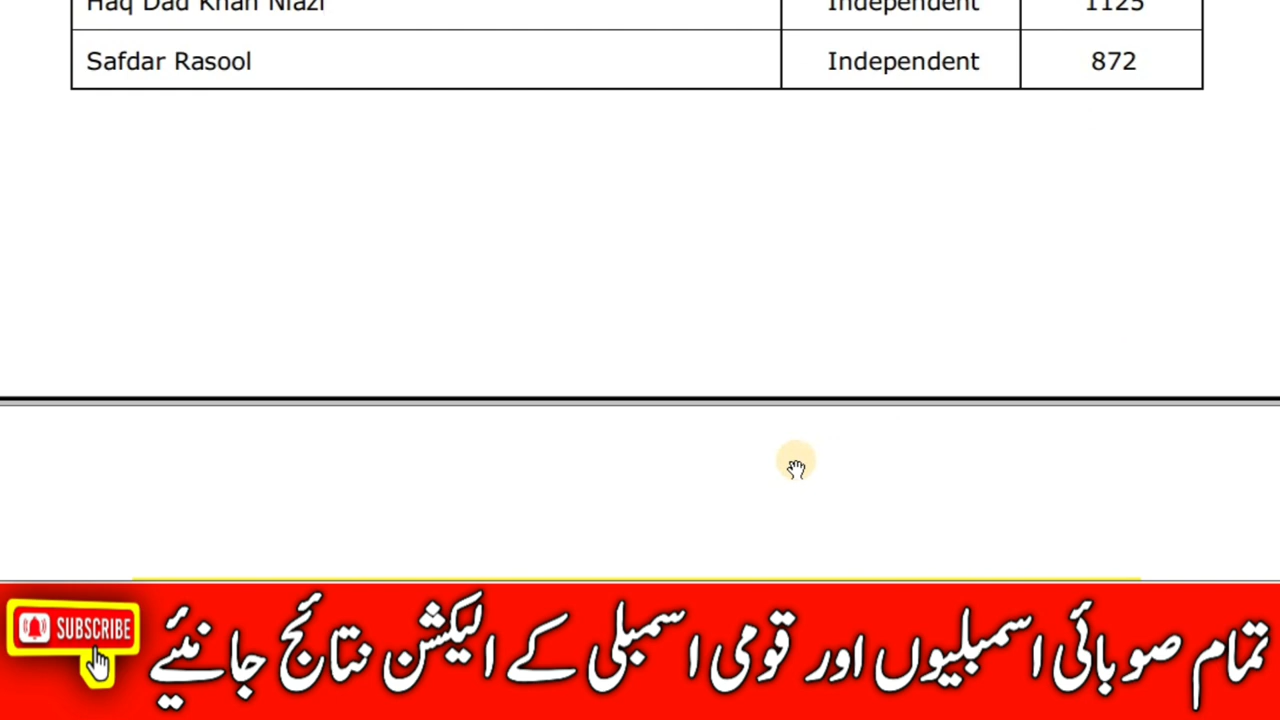 Haq Dad Khan Niazi Independent 1125
Safdar Rasool Independent 872
SUBSCRIBE
تمام صوبائی اسمبلیوں اور قومی اسمبلی کے الیکشن نتائج جانئیے